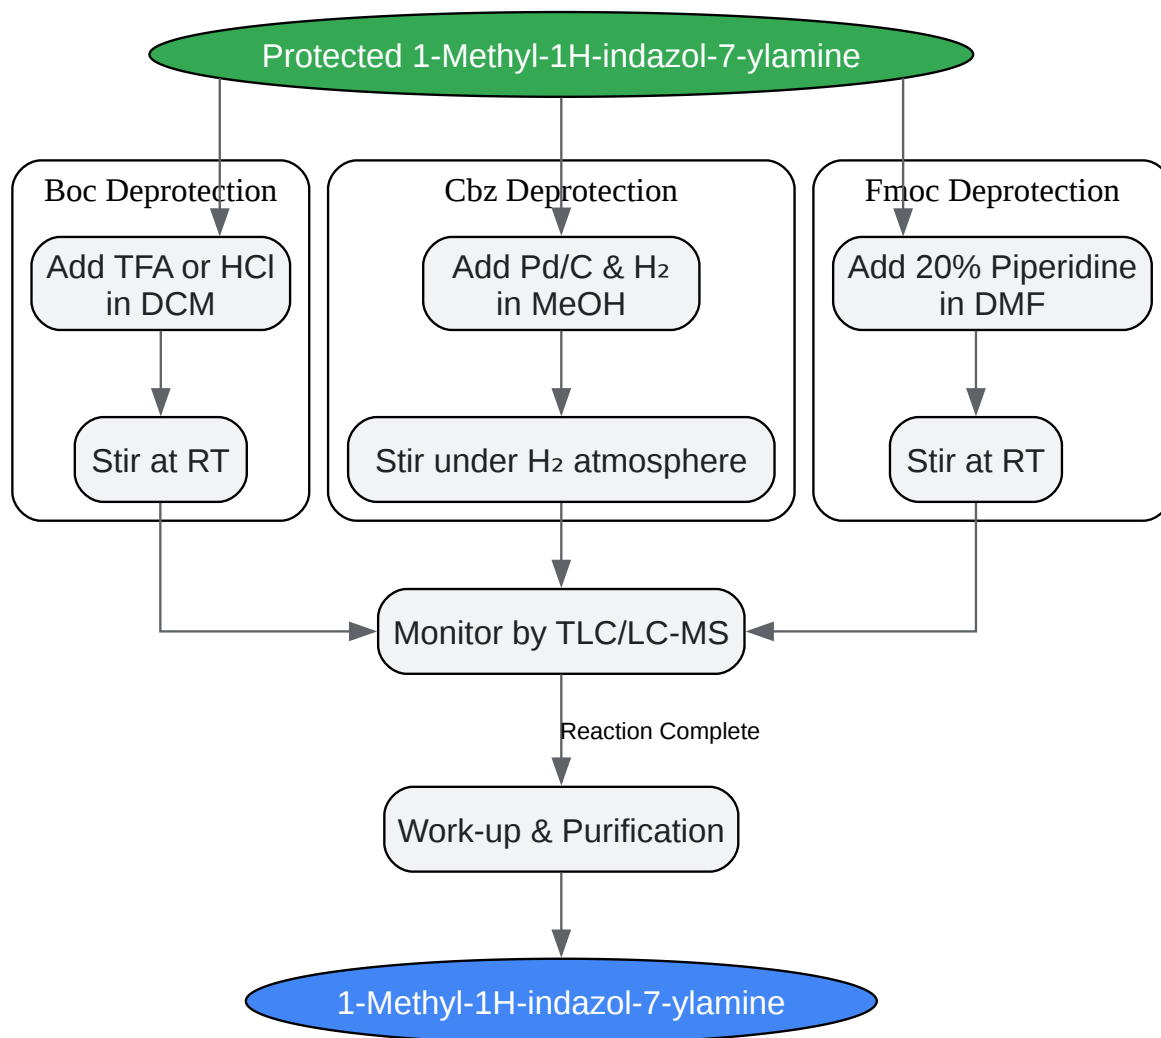 Protected 1-Methyl-1H-indazol-7-ylamine
Boc Deprotection
Add TFA or HCl
in DCM
Stir at RT
Cbz Deprotection
Add Pd/C & H₂
in MeOH
Stir under H₂ atmosphere
Fmoc Deprotection
Add 20% Piperidine
in DMF
Stir at RT
Monitor by TLC/LC-MS
Reaction Complete
Work-up & Purification
1-Methyl-1H-indazol-7-ylamine